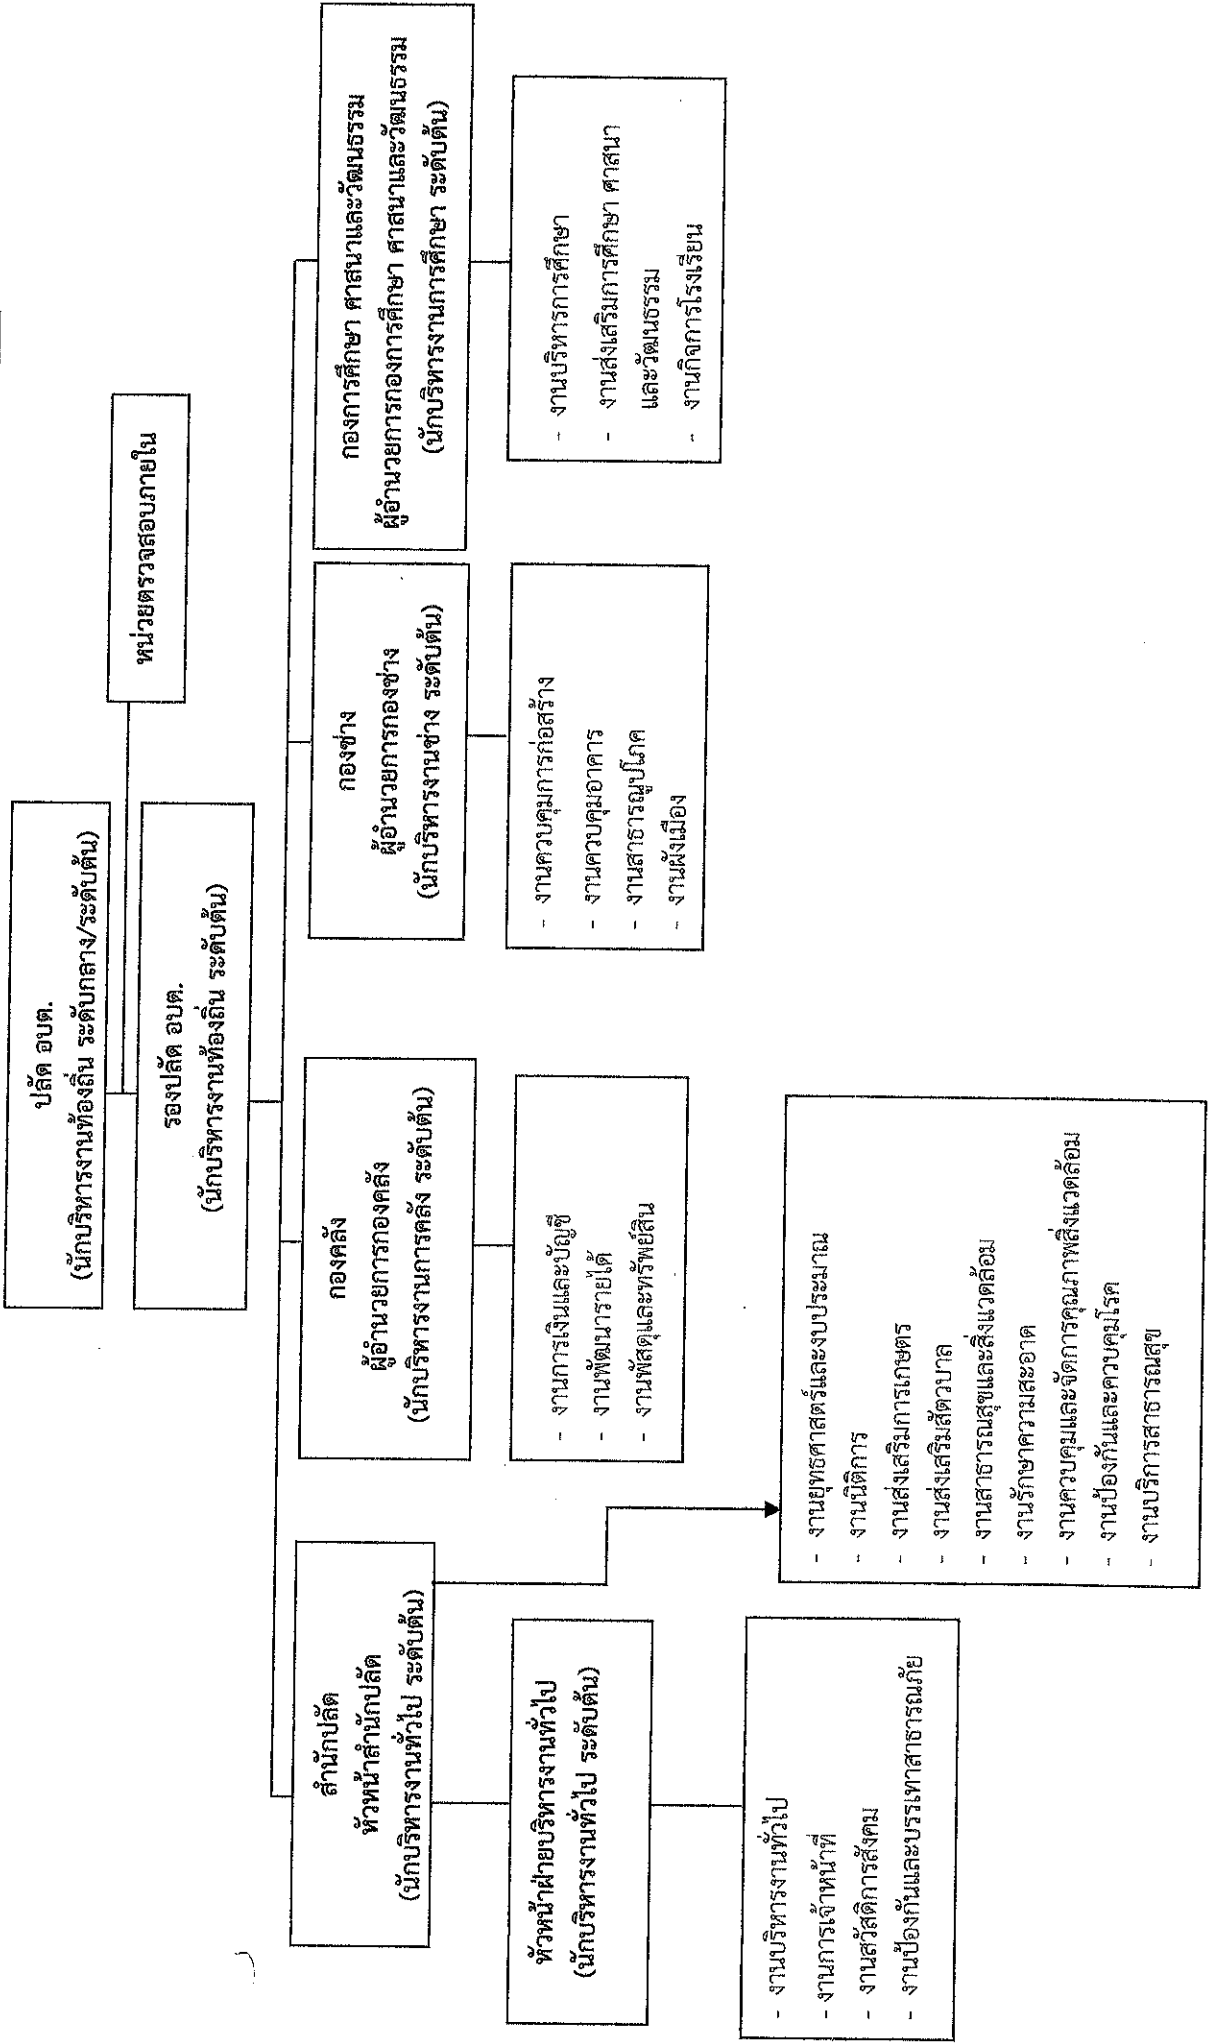 ปลัด อบต.
(นักบริหารงานท้องถิ่น ระดับกลาง/ระดับต้น)
หน่วยตรวจสอบภายใน
รองปลัด อบต.
(นักบริหารงานท้องถิ่น ระดับต้น)
สำนักปลัด
หัวหน้าสำนักปลัด
(นักบริหารงานทั่วไป ระดับต้น)
กองคลัง
ผู้อำนวยการกองคลัง
(นักบริหารงานการคลัง ระดับต้น)
กองช่าง
ผู้อำนวยการกองช่าง
(นักบริหารงานช่าง ระดับต้น)
กองการศึกษา ศาสนาและวัฒนธรรม
ผู้อำนวยการกองการศึกษา ศาสนาและวัฒนธรรม
(นักบริหารงานการศึกษา ระดับต้น)
หัวหน้าฝ่ายบริหารงานทั่วไป
(นักบริหารงานทั่วไป ระดับต้น)
- งานการเงินและบัญชี
- งานพัฒนารายได้
- งานพัสดุและทรัพย์สิน
- งานควบคุมการก่อสร้าง
- งานควบคุมอาคาร
- งานสาธารณูปโภค
- งานผังเมือง
- งานบริหารการศึกษา
- งานส่งเสริมการศึกษา ศาสนา
และวัฒนธรรม
- งานกิจการโรงเรียน
- งานบริหารงานทั่วไป
- งานการเจ้าหน้าที่
- งานสวัสดิการสังคม
- งานป้องกันและบรรเทาสาธารณภัย
- งานยุทธศาสตร์และงบประมาณ
- งานนิติการ
- งานส่งเสริมการเกษตร
- งานส่งเสริมสัตวบาล
- งานสาธารณสุขและสิ่งแวดล้อม
- งานรักษาความสะอาด
- งานควบคุมและจัดการคุณภาพสิ่งแวดล้อม
- งานป้องกันและควบคุมโรค
- งานบริการสาธารณสุข